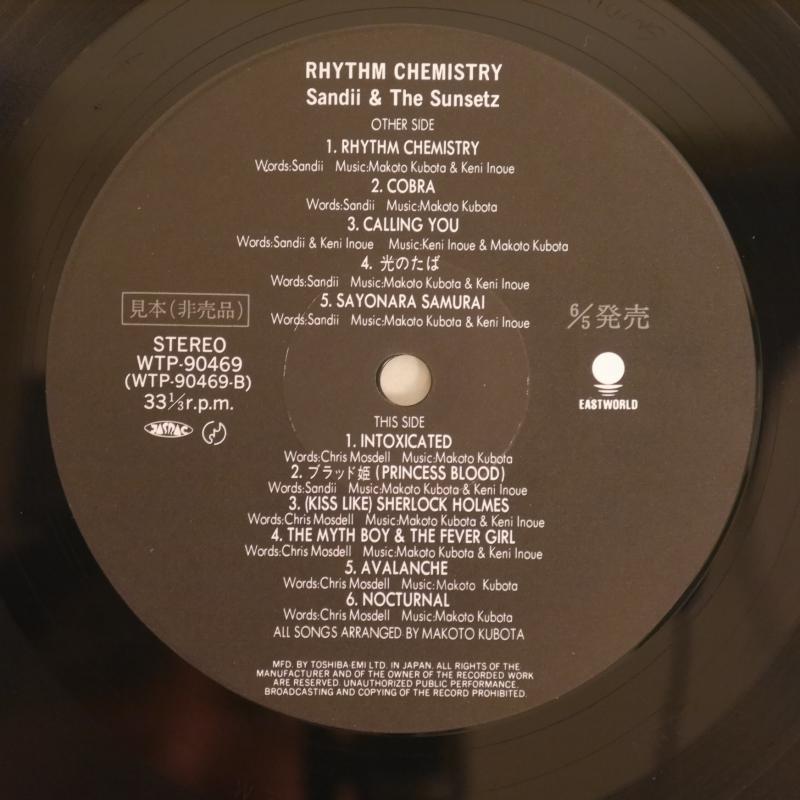 RHYTHM CHEMISTRY
Sandii & The Sunsetz
OTHER SIDE
1. RHYTHM CHEMISTRY
Words:Sandii Music:Makoto Kubota & Keni Inoue
2. COBRA
Words:Sandii Music:Makoto Kubota
3. CALLING YOU
Words:Sandii & Keni Inoue Music:Keni Inoue & Makoto Kubota
4. 光のたば
Words:Sandii Music:Makoto Kubota & Keni Inoue
5. SAYONARA SAMURAI
Words:Sandii Music:Makoto Kubota & Keni Inoue
見本(非売品)
6/5発売
STEREO
WTP-90469
(WTP-90469-B)
33⅓r.p.m.
JASRAC
EASTWORLD
THIS SIDE
1. INTOXICATED
Words:Chris Mosdell Music:Makoto Kubota
2. ブラッド姫 (PRINCESS BLOOD)
Words:Sandii Music:Makoto Kubota & Keni Inoue
3. (KISS LIKE) SHERLOCK HOLMES
Words:Chris Mosdell Music:Makoto Kubota & Keni Inoue
4. THE MYTH BOY & THE FEVER GIRL
Words:Chris Mosdell Music:Makoto Kubota & Keni Inoue
5. AVALANCHE
Words:Chris Mosdell Music:Makoto Kubota
6. NOCTURNAL
Words:Chris Mosdell Music:Makoto Kubota
ALL SONGS ARRANGED BY MAKOTO KUBOTA
MFD. BY TOSHIBA-EMI LTD. IN JAPAN. ALL RIGHTS OF THE
MANUFACTURER AND OF THE OWNER OF THE RECORDED WORK
ARE RESERVED. UNAUTHORIZED PUBLIC PERFORMANCE,
BROADCASTING AND COPYING OF THE RECORD PROHIBITED.